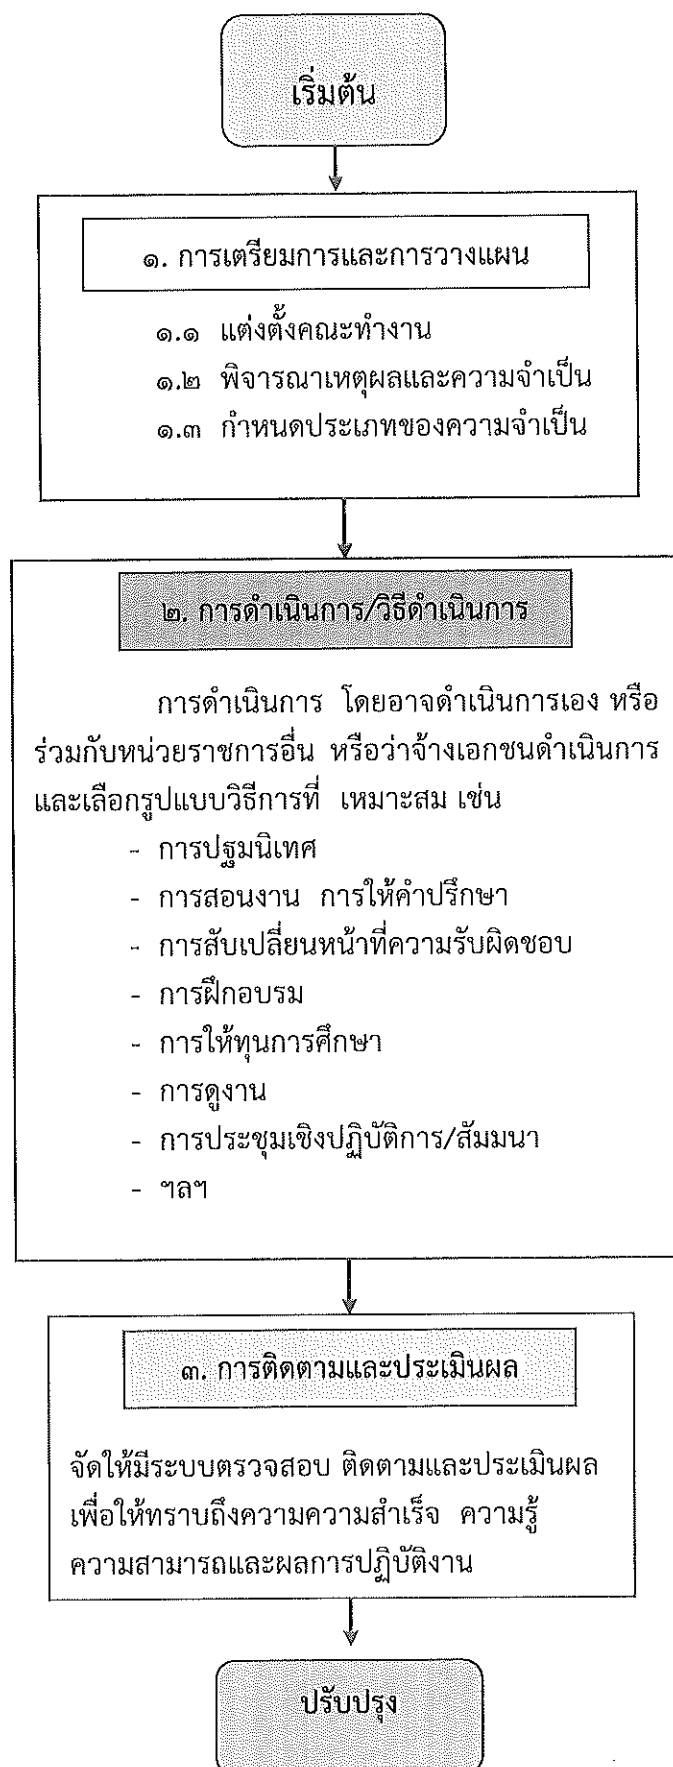 เริ่มต้น
๑. การเตรียมการและการวางแผน
๑.๑ แต่งตั้งคณะทำงาน
๑.๒ พิจารณาเหตุผลและความจำเป็น
๑.๓ กำหนดประเภทของความจำเป็น
๒. การดำเนินการ/วิธีดำเนินการ
การดำเนินการ โดยอาจดำเนินการเอง หรือ
ร่วมกับหน่วยราชการอื่น หรือว่าจ้างเอกชนดำเนินการ
และเลือกรูปแบบวิธีการที่ เหมาะสม เช่น
- การปฐมนิเทศ
- การสอนงาน การให้คำปรึกษา
- การสับเปลี่ยนหน้าที่ความรับผิดชอบ
- การฝึกอบรม
- การให้ทุนการศึกษา
- การดูงาน
- การประชุมเชิงปฏิบัติการ/สัมมนา
- ฯลฯ
๓. การติดตามและประเมินผล
จัดให้มีระบบตรวจสอบ ติดตามและประเมินผล
เพื่อให้ทราบถึงความความสำเร็จ ความรู้
ความสามารถและผลการปฏิบัติงาน
ปรับปรุง